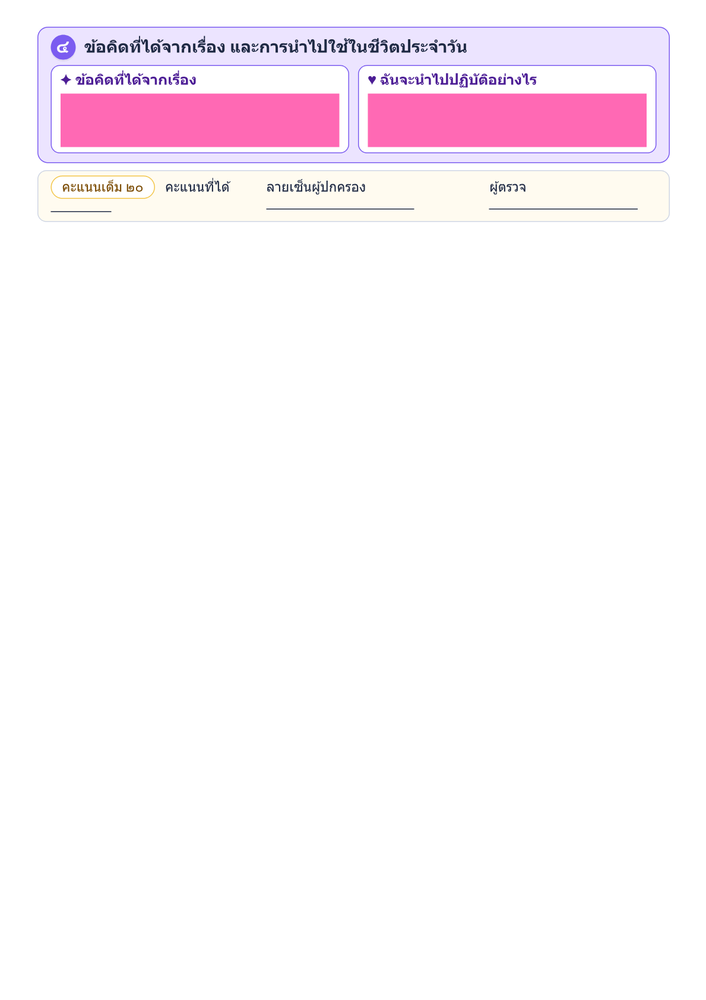 ๔ ข้อคิดที่ได้จากเรื่อง และการนำไปใช้ในชีวิตประจำวัน
✦ ข้อคิดที่ได้จากเรื่อง
♥ ฉันจะนำไปปฏิบัติอย่างไร
คะแนนเต็ม ๒๐ คะแนนที่ได้
ลายเซ็นผู้ปกครอง
ผู้ตรวจ